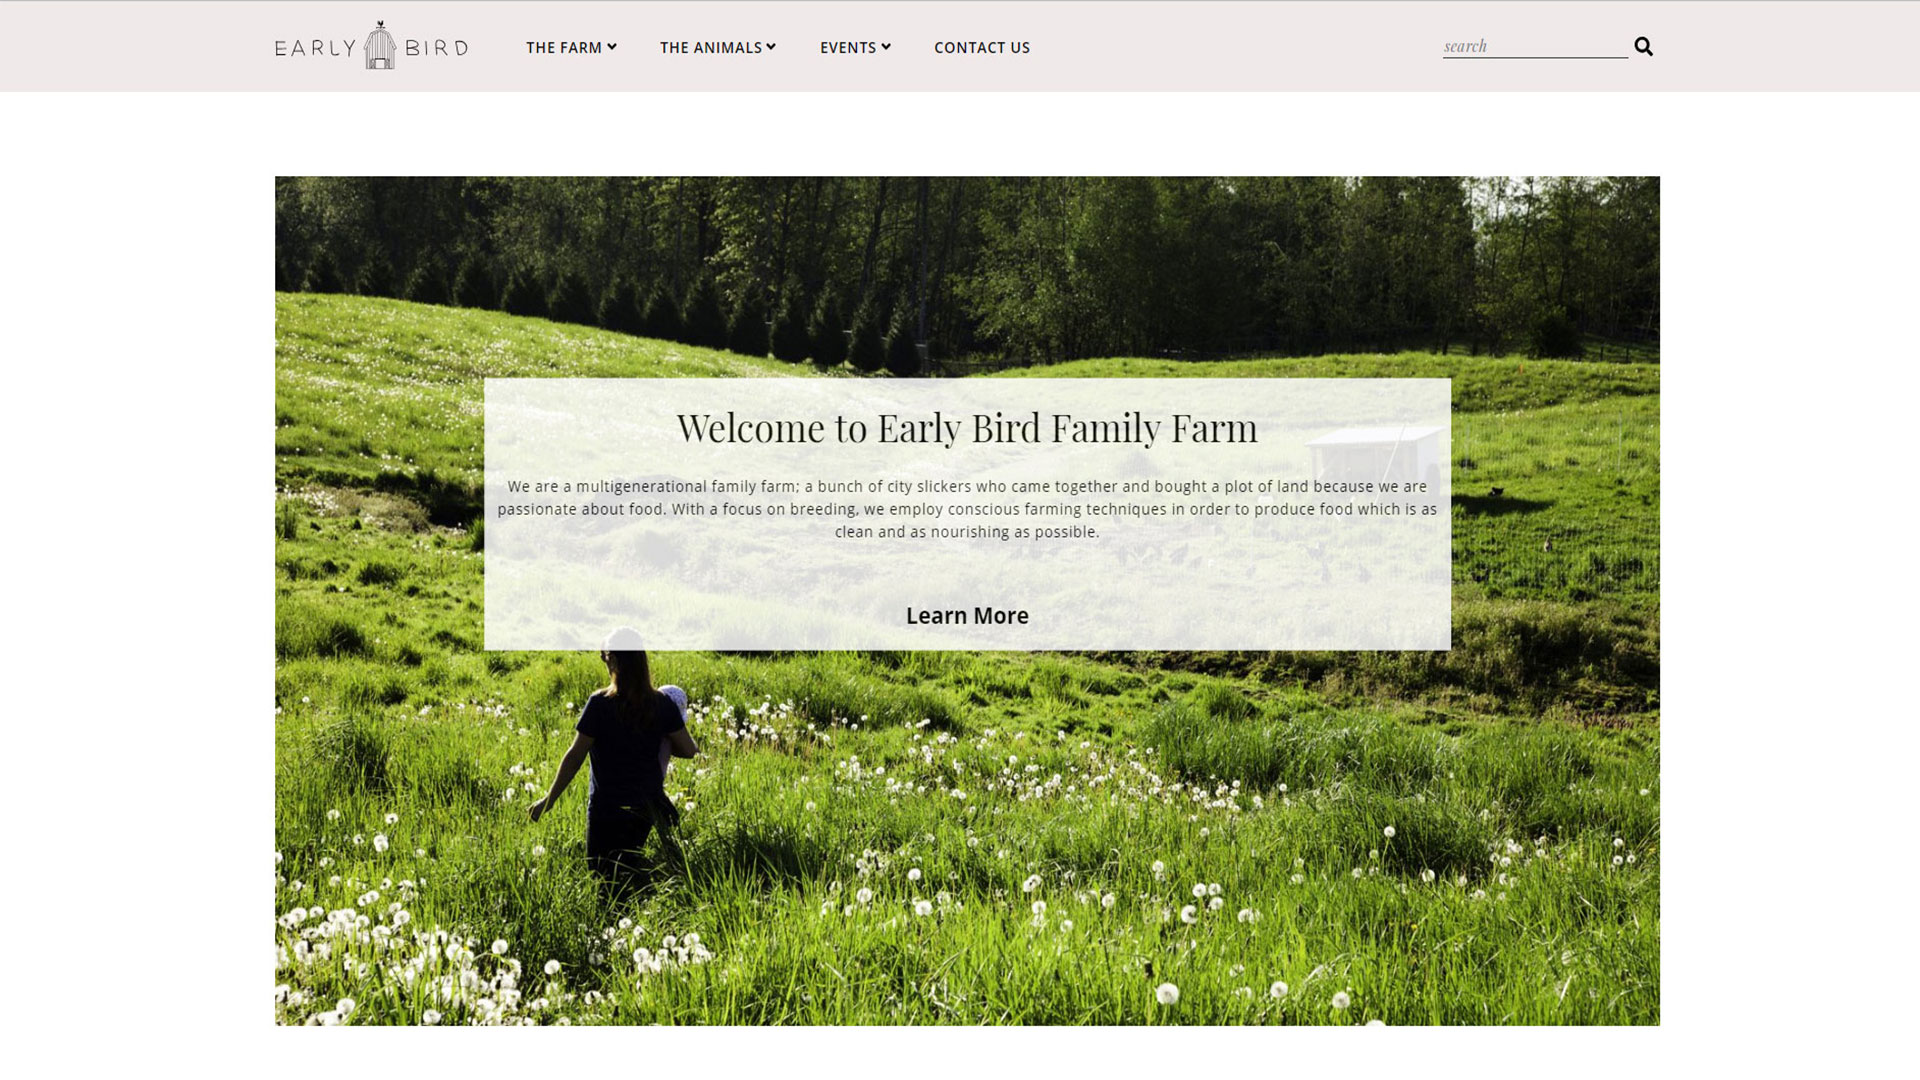 EARLY BIRD
THE FARM
THE ANIMALS
EVENTS
CONTACT US
search
Welcome to Early Bird Family Farm
We are a multigenerational family farm; a bunch of city slickers who came together and bought a plot of land because we are
passionate about food. With a focus on breeding, we employ conscious farming techniques in order to produce food which is as
clean and as nourishing as possible.
Learn More